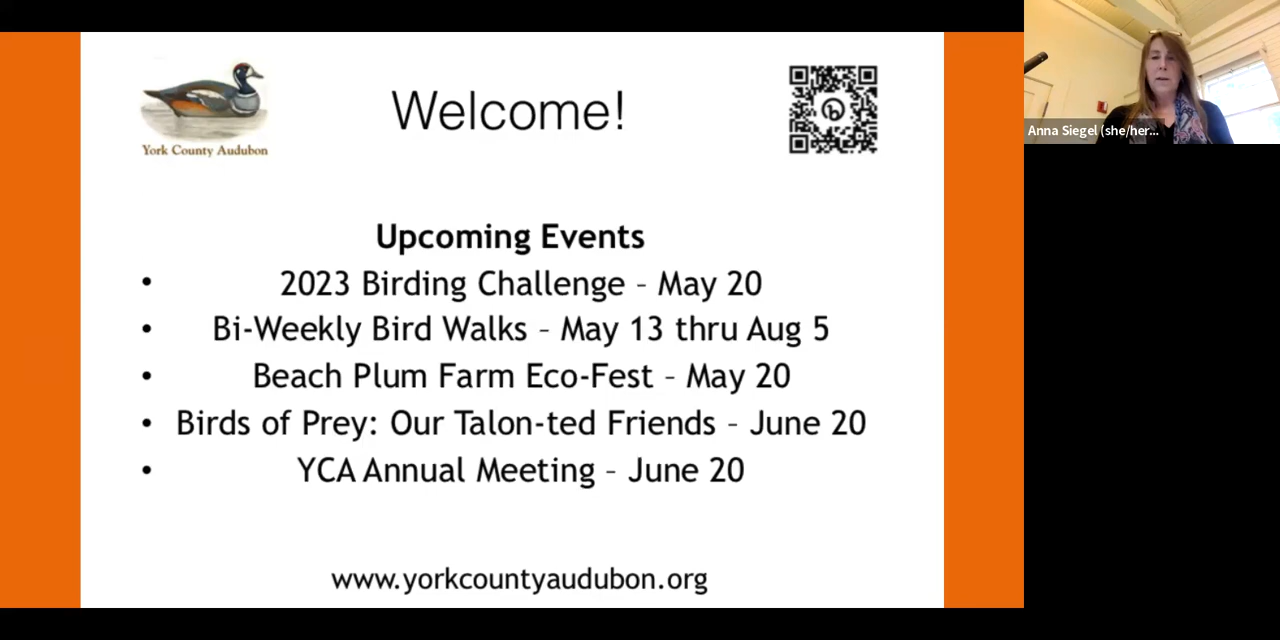 York County Audubon
Welcome!
Upcoming Events
• 2023 Birding Challenge – May 20
• Bi-Weekly Bird Walks – May 13 thru Aug 5
• Beach Plum Farm Eco-Fest – May 20
• Birds of Prey: Our Talon-ted Friends – June 20
• YCA Annual Meeting – June 20
www.yorkcountyaudubon.org
Anna Siegel (she/her...